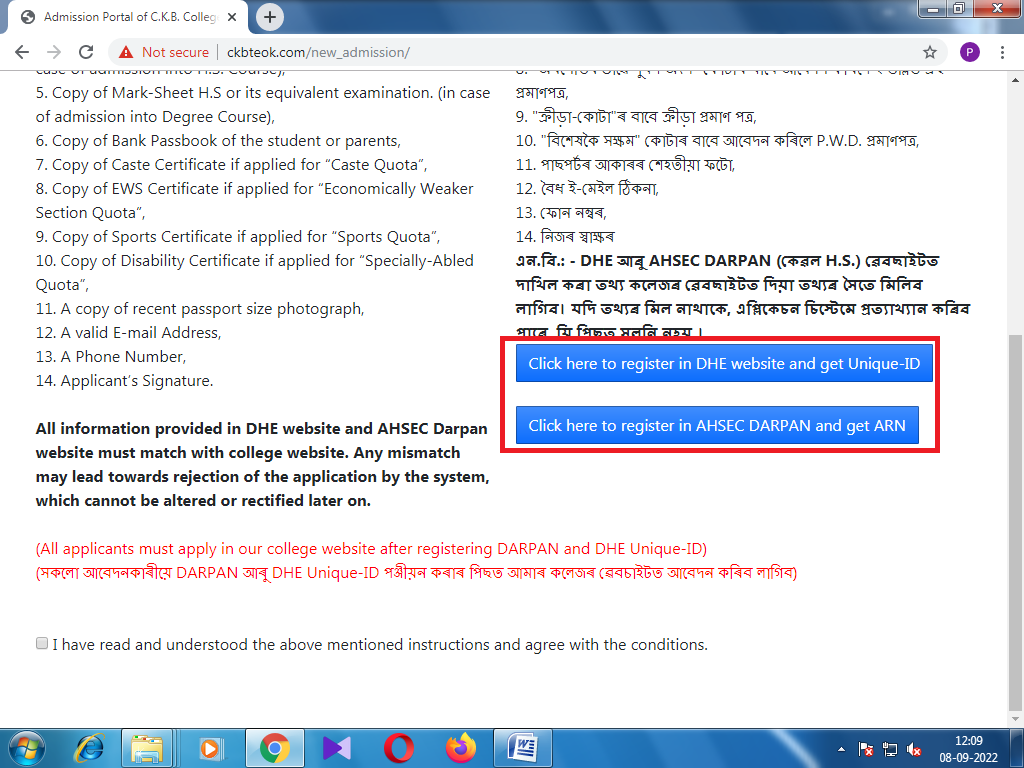 Admission Portal of C.K.B. Colleg
Not secure
ckbteok.com/new_admission/
P
case of admission into H.S. Course),
5. Copy of Mark-Sheet H.S or its equivalent examination. (in case
of admission into Degree Course),
6. Copy of Bank Passbook of the student or parents,
7. Copy of Caste Certificate if applied for “Caste Quota”,
8. Copy of EWS Certificate if applied for “Economically Weaker
Section Quota”,
9. Copy of Sports Certificate if applied for “Sports Quota”,
10. Copy of Disability Certificate if applied for “Specially-Abled
Quota”,
11. A copy of recent passport size photograph,
12. A valid E-mail Address,
13. A Phone Number,
14. Applicant’s Signature.
All information provided in DHE website and AHSEC Darpan
website must match with college website. Any mismatch
may lead towards rejection of the application by the system,
which cannot be altered or rectified later on.
প্ৰমাণপত্ৰ,
9. "ক্ৰীড়া-কোটা"ৰ বাবে ক্ৰীড়া প্ৰমাণ পত্ৰ,
10. "বিশেষকৈ সক্ষম" কোটাৰ বাবে আবেদন কৰিলে P.W.D. প্ৰমাণপত্ৰ,
11. পাছপৰ্টৰ আকাৰৰ শেহতীয়া ফটো,
12. বৈধ ই-মেইল ঠিকনা,
13. ফোন নম্বৰ,
14. নিজৰ স্বাক্ষৰ
এন.বি.: - DHE আৰু AHSEC DARPAN (কেৱল H.S.) ৱেবছাইটত
দাখিল কৰা তথ্য কলেজৰ ৱেবছাইটত দিয়া তথ্যৰ সৈতে মিলিব
লাগিব। যদি তথ্যৰ মিল নাথাকে, এপ্লিকেচন চিস্টেমে প্ৰত্যাখ্যান কৰিব
Click here to register in DHE website and get Unique-ID
Click here to register in AHSEC DARPAN and get ARN
(All applicants must apply in our college website after registering DARPAN and DHE Unique-ID)
(সকলো আবেদনকাৰীয়ে DARPAN আৰু DHE Unique-ID পঞ্জীয়ন কৰাৰ পিছত আমাৰ কলেজৰ ৱেবচাইটত আবেদন কৰিব লাগিব)
I have read and understood the above mentioned instructions and agree with the conditions.
12:09
08-09-2022